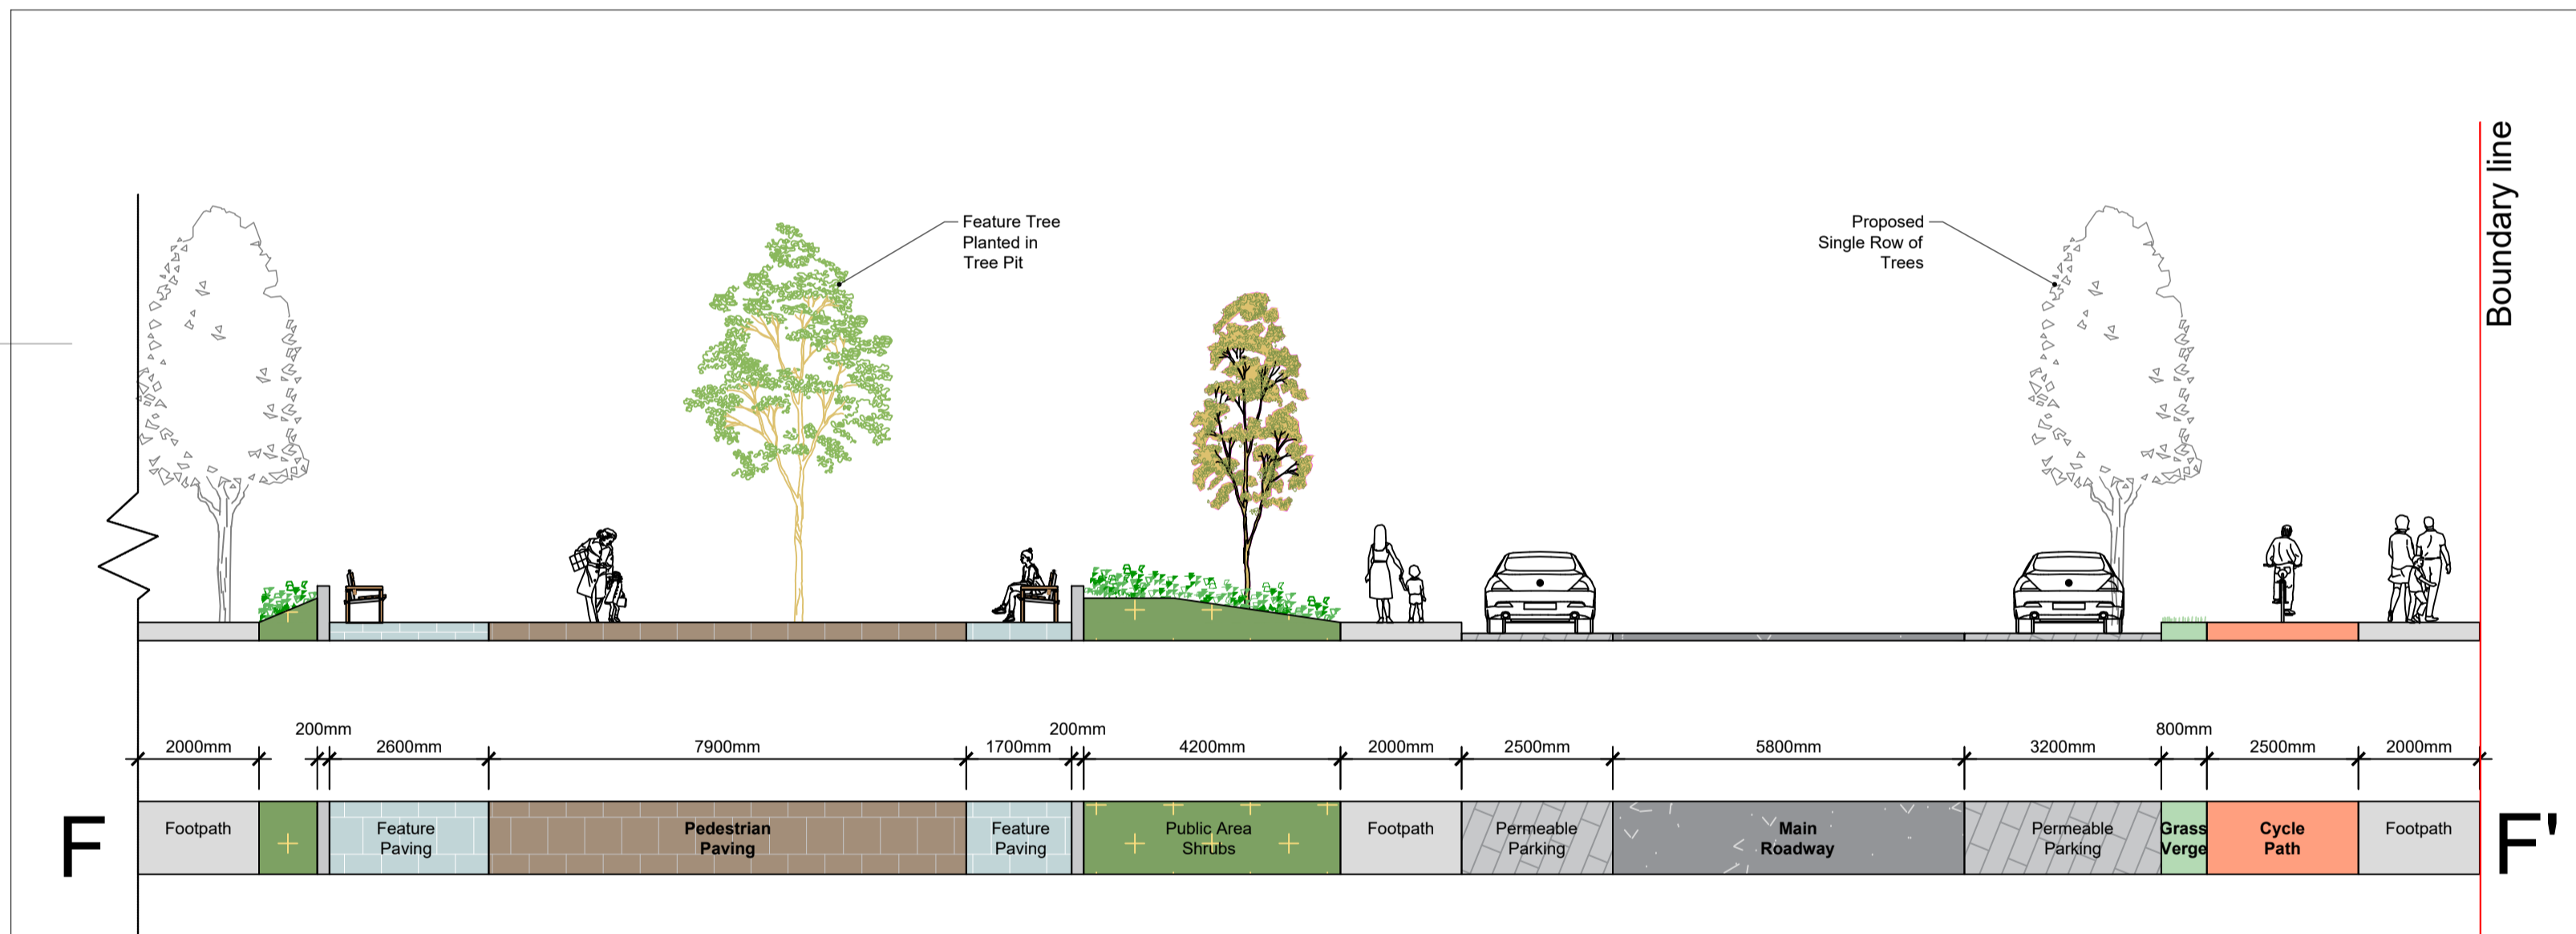 Boundary line
Feature Tree
Planted in
Tree Pit
Proposed
Single Row of
Trees
200mm
200mm
800mm
2000mm
2600mm
7900mm
1700mm
4200mm
2000mm
2500mm
5800mm
3200mm
2500mm
2000mm
F
Footpath
Feature
Paving
Pedestrian
Paving
Feature
Paving
Public Area
Shrubs
Footpath
Permeable
Parking
Main
Roadway
Permeable
Parking
Grass
Verge
Cycle
Path
Footpath
F'